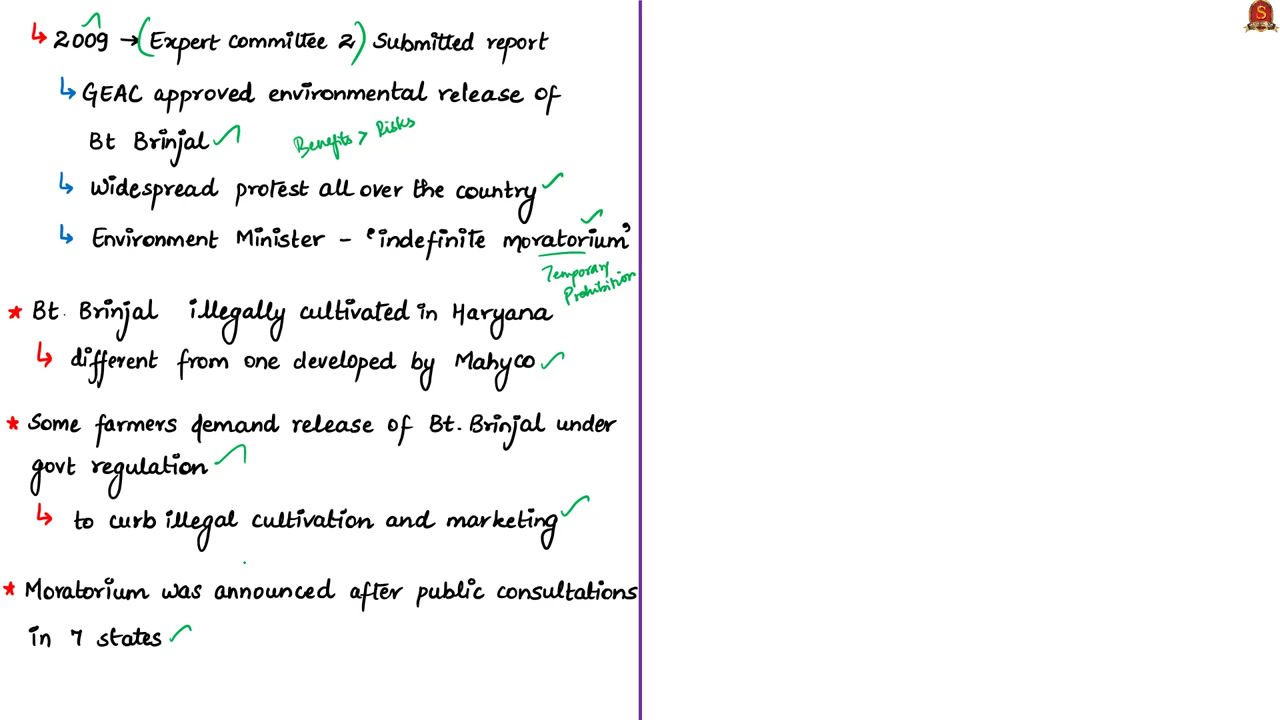 ↳ 2009 → (Expert committee 2) Submitted report
↳ GEAC approved environmental release of
Bt Brinjal ✓
Benefits > Risks
↳ Widespread protest all over the country ✓
↳ Environment Minister - 'indefinite moratorium'
Temporary
Prohibition
* Bt. Brinjal illegally cultivated in Haryana
↳ different from one developed by Mahyco ✓
* Some farmers demand release of Bt. Brinjal under
govt regulation ✓
↳ to curb illegal cultivation and marketing ✓
* Moratorium was announced after public consultations
in 7 states ✓
S